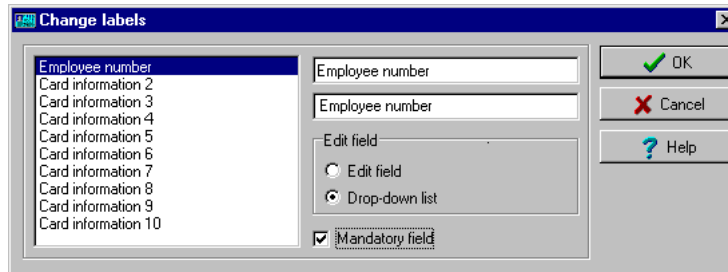 Change labels
Employee number
Card information 2
Card information 3
Card information 4
Card information 5
Card information 6
Card information 7
Card information 8
Card information 9
Card information 10
Employee number
Employee number
Edit field
Edit field
Drop-down list
Mandatory field
OK
Cancel
Help